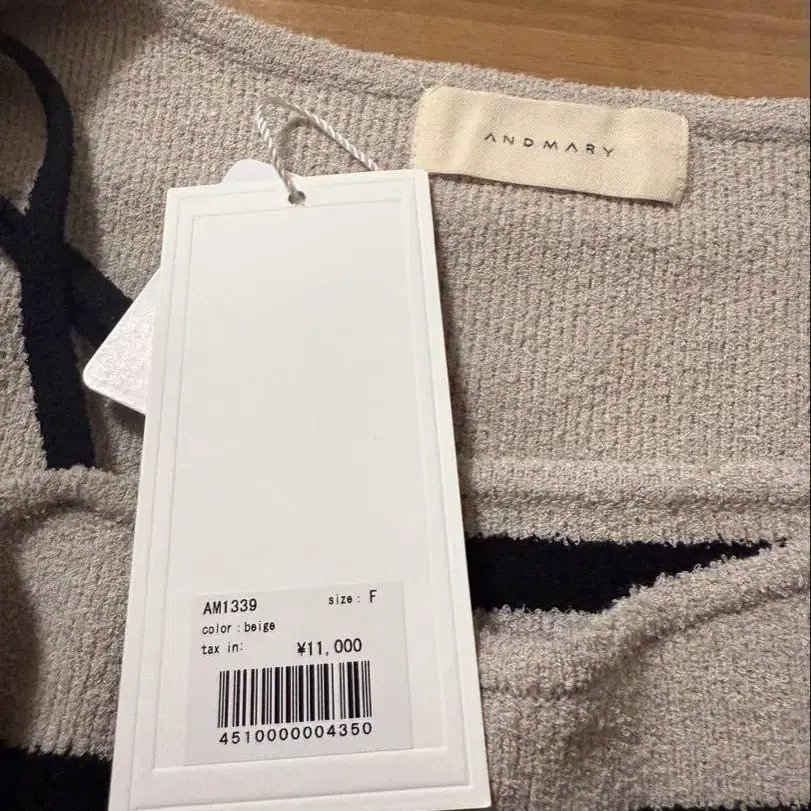 ANDMARY
AM1339 size: F
color:beige
tax in: ¥11,000
4510000004350